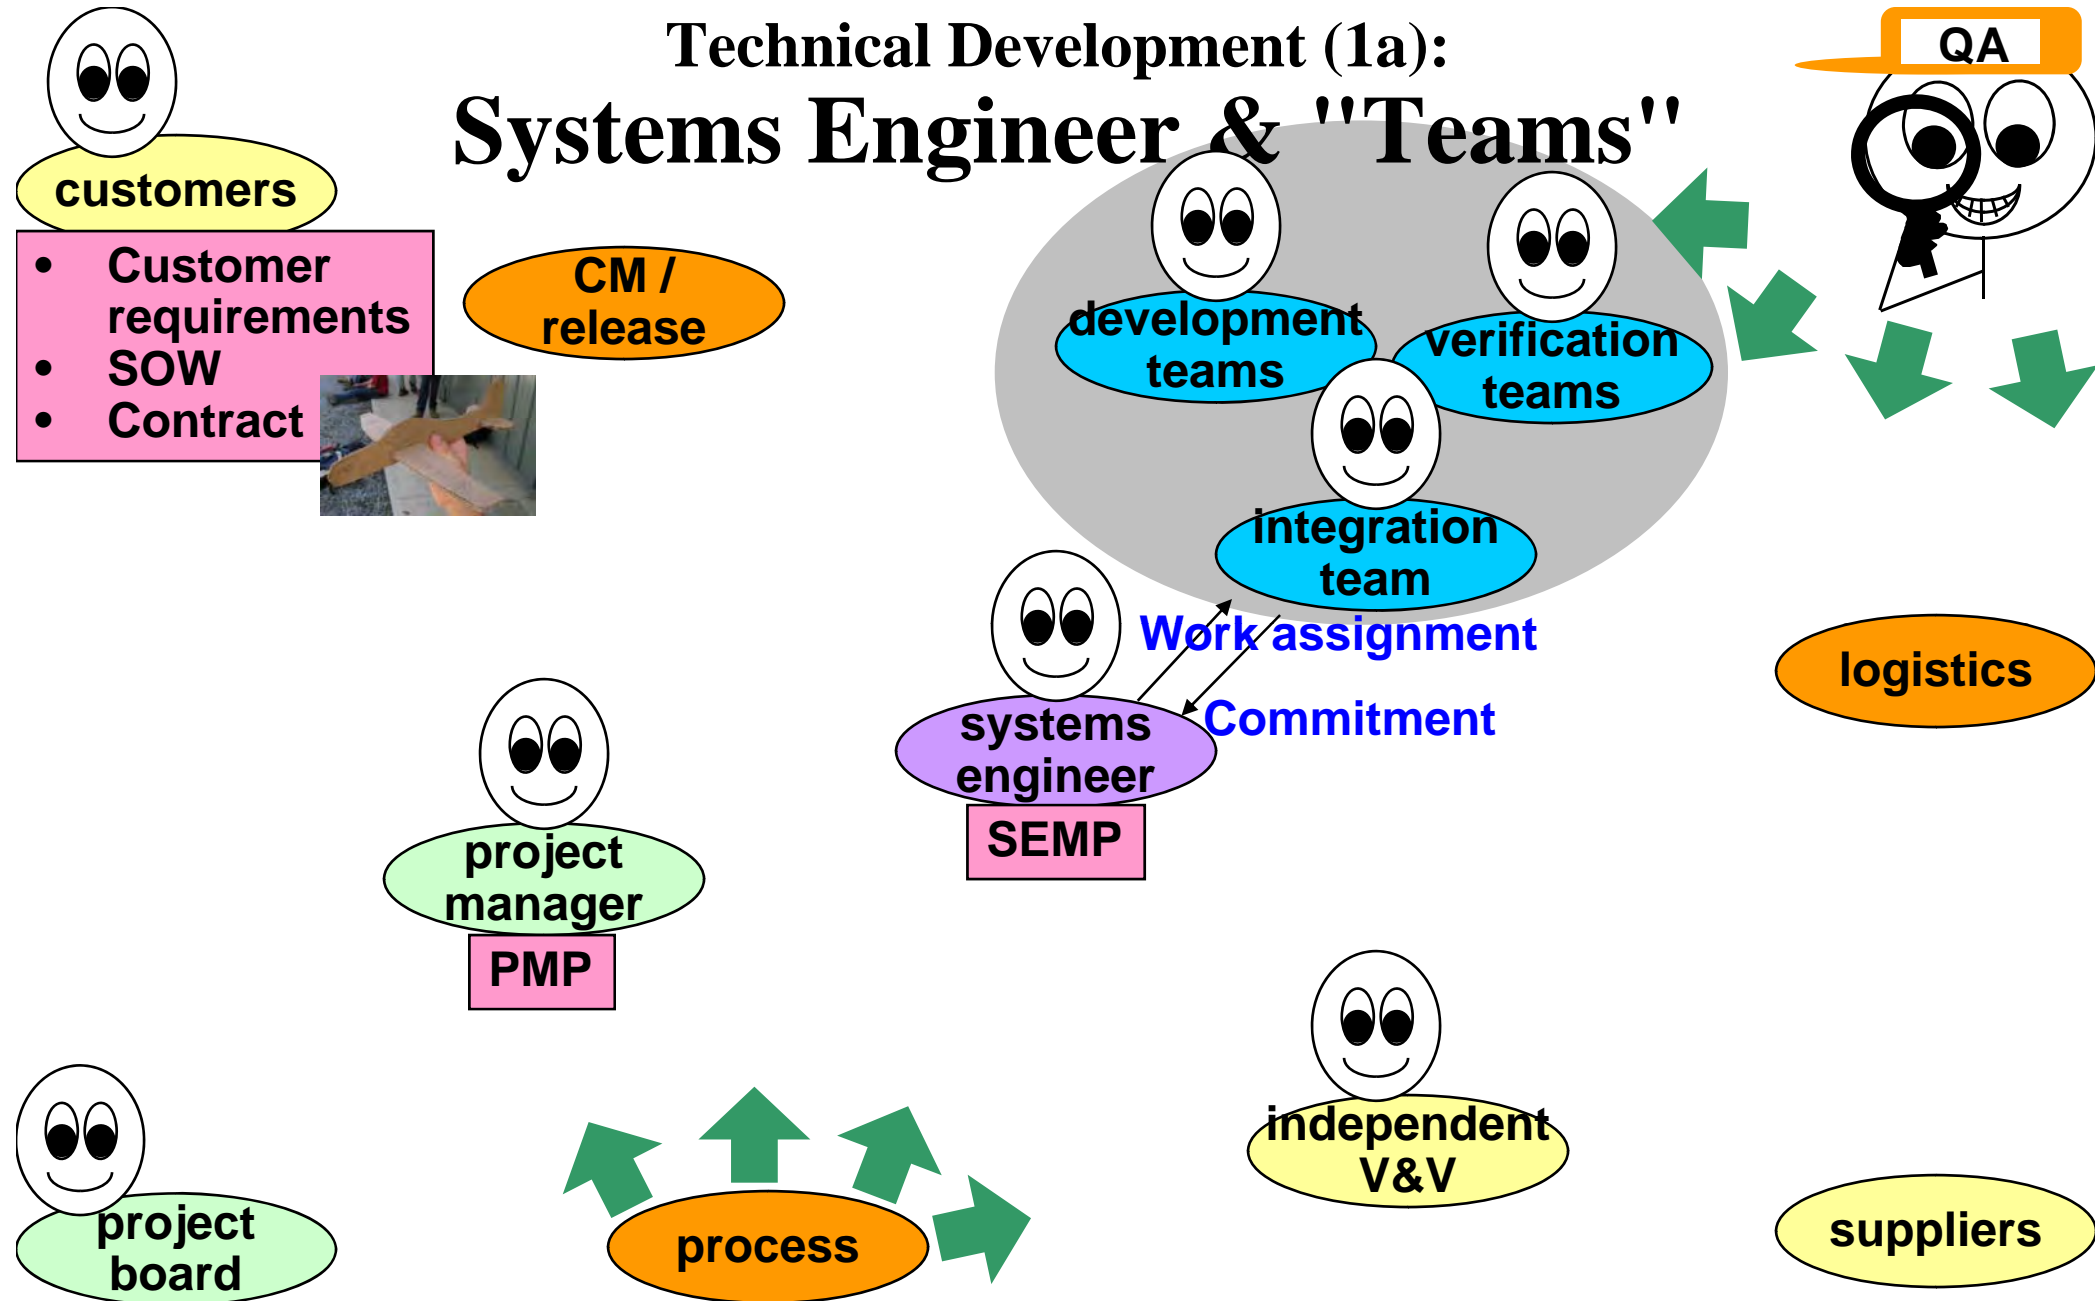 Technical Development (1a):
Systems Engineer & "Teams"
QA
customers
• Customer
requirements
• SOW
• Contract
CM /
release
development
teams
verification
teams
integration
team
Work assignment
Commitment
systems
engineer
SEMP
logistics
project
manager
PMP
independent
V&V
project
board
process
suppliers